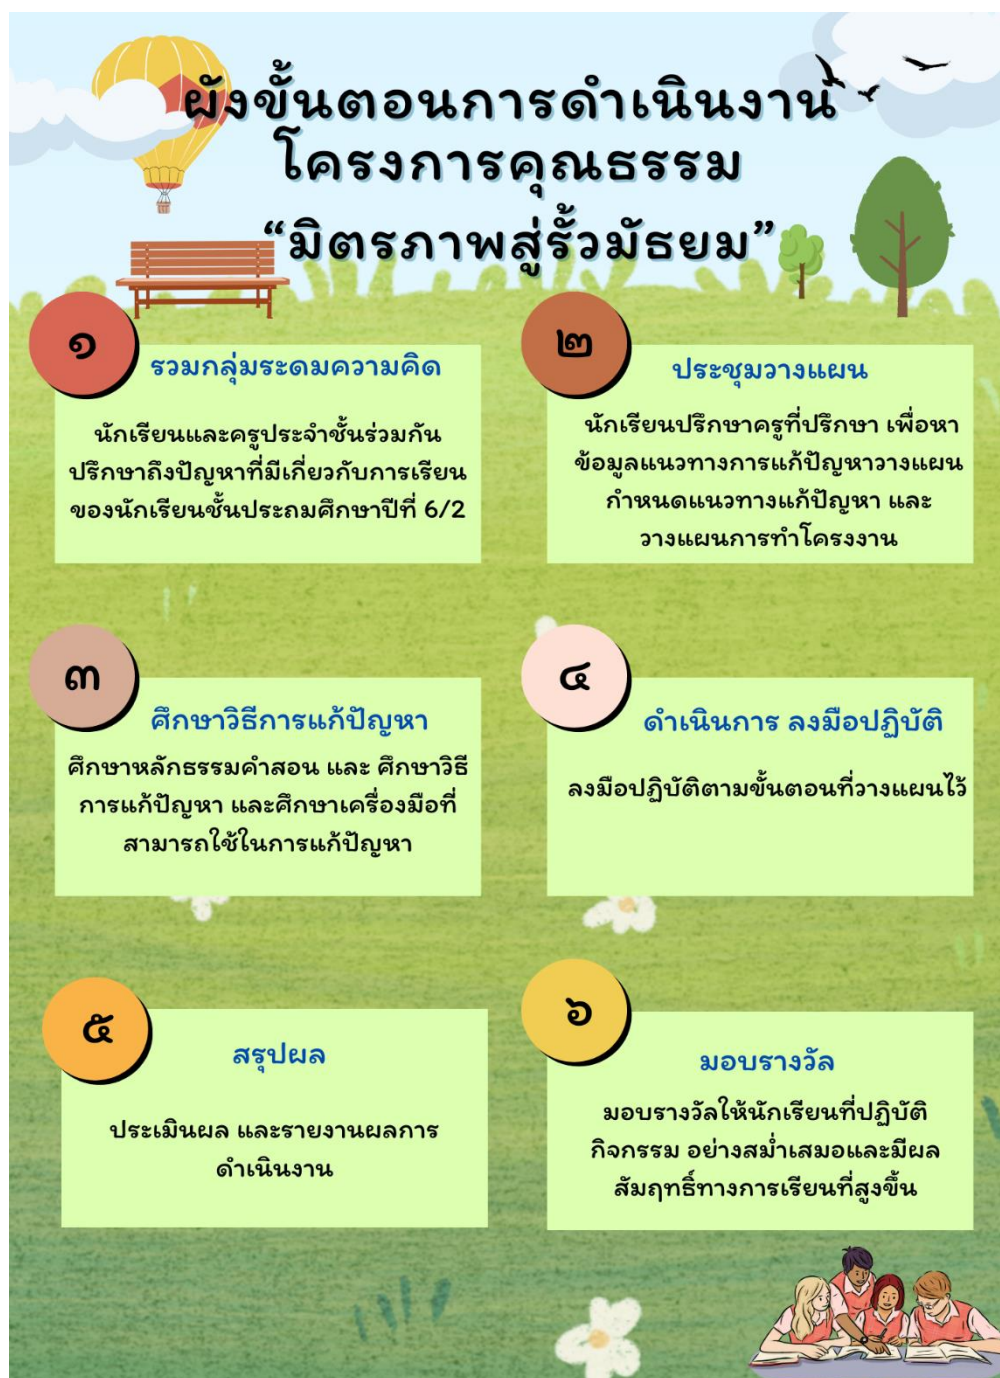 ผังขั้นตอนการดำเนินงาน
โครงการคุณธรรม
“มิตรภาพสู่รั้วมัธยม”
๑
รวมกลุ่มระดมความคิด
นักเรียนและครูประจำชั้นร่วมกัน
ปรึกษาถึงปัญหาที่มีเกี่ยวกับการเรียน
ของนักเรียนชั้นประถมศึกษาปีที่ 6/2
๒
ประชุมวางแผน
นักเรียนปรึกษาครูที่ปรึกษา เพื่อหา
ข้อมูลแนวทางการแก้ปัญหาวางแผน
กำหนดแนวทางแก้ปัญหา และ
วางแผนการทำโครงงาน
๓
ศึกษาวิธีการแก้ปัญหา
ศึกษาหลักธรรมคำสอน และ ศึกษาวิธี
การแก้ปัญหา และศึกษาเครื่องมือที่
สามารถใช้ในการแก้ปัญหา
๔
ดำเนินการ ลงมือปฏิบัติ
ลงมือปฏิบัติตามขั้นตอนที่วางแผนไว้
๕
สรุปผล
ประเมินผล และรายงานผลการ
ดำเนินงาน
๖
มอบรางวัล
มอบรางวัลให้นักเรียนที่ปฏิบัติ
กิจกรรม อย่างสม่ำเสมอและมีผล
สัมฤทธิ์ทางการเรียนที่สูงขึ้น